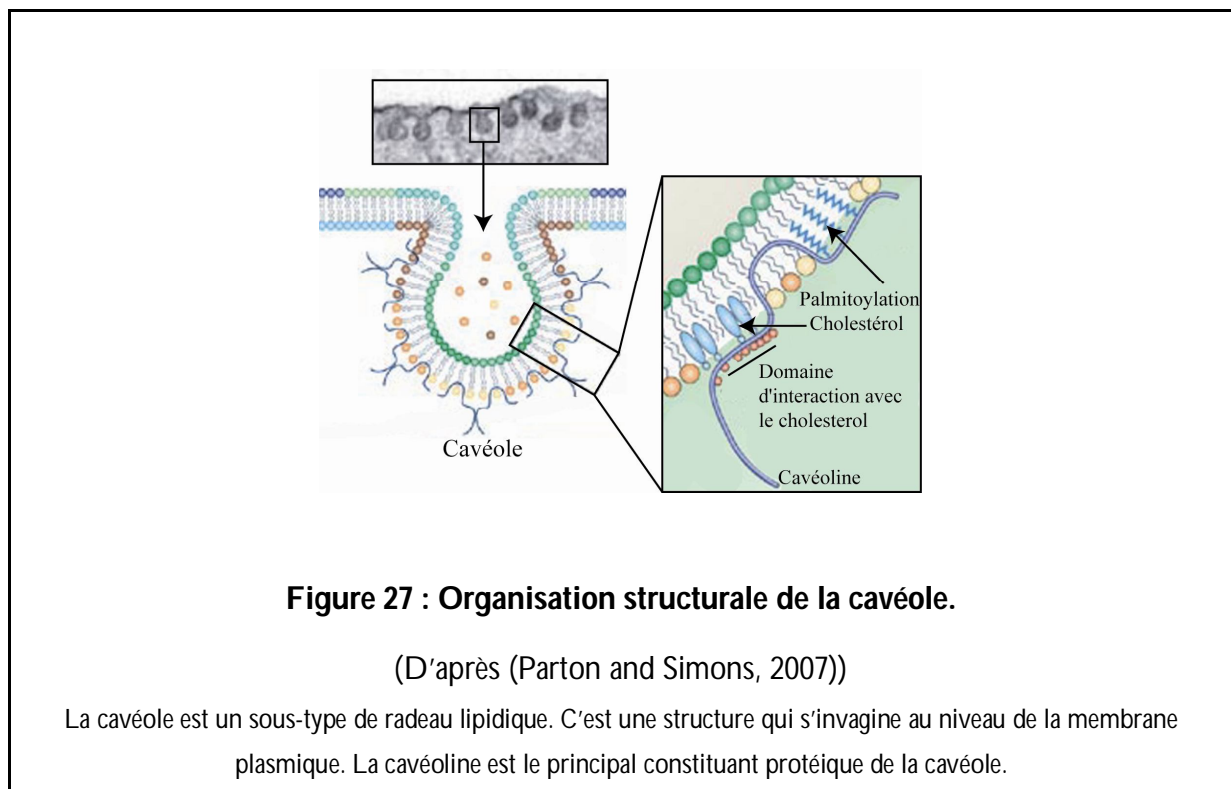 Palmitoylation
Cholestérol
Domaine
d'interaction avec
le cholesterol
Cavéole
Cavéoline
Figure 27 : Organisation structurale de la cavéole.
(D’après (Parton and Simons, 2007))
La cavéole est un sous-type de radeau lipidique. C’est une structure qui s’invagine au niveau de la membrane
plasmique. La cavéoline est le principal constituant protéique de la cavéole.